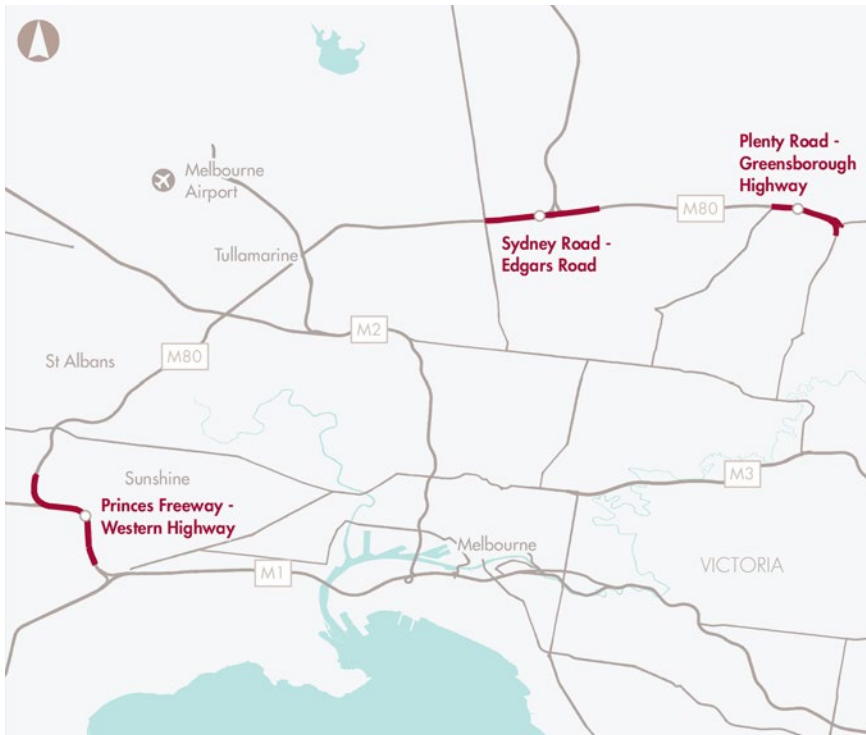 Plenty Road -
Greensborough
Highway
Melbourne
Airport
M80
Sydney Road -
Edgars Road
Tullamarine
M2
St Albans
M80
M3
Sunshine
Princes Freeway -
Western Highway
Melbourne
VICTORIA
M1